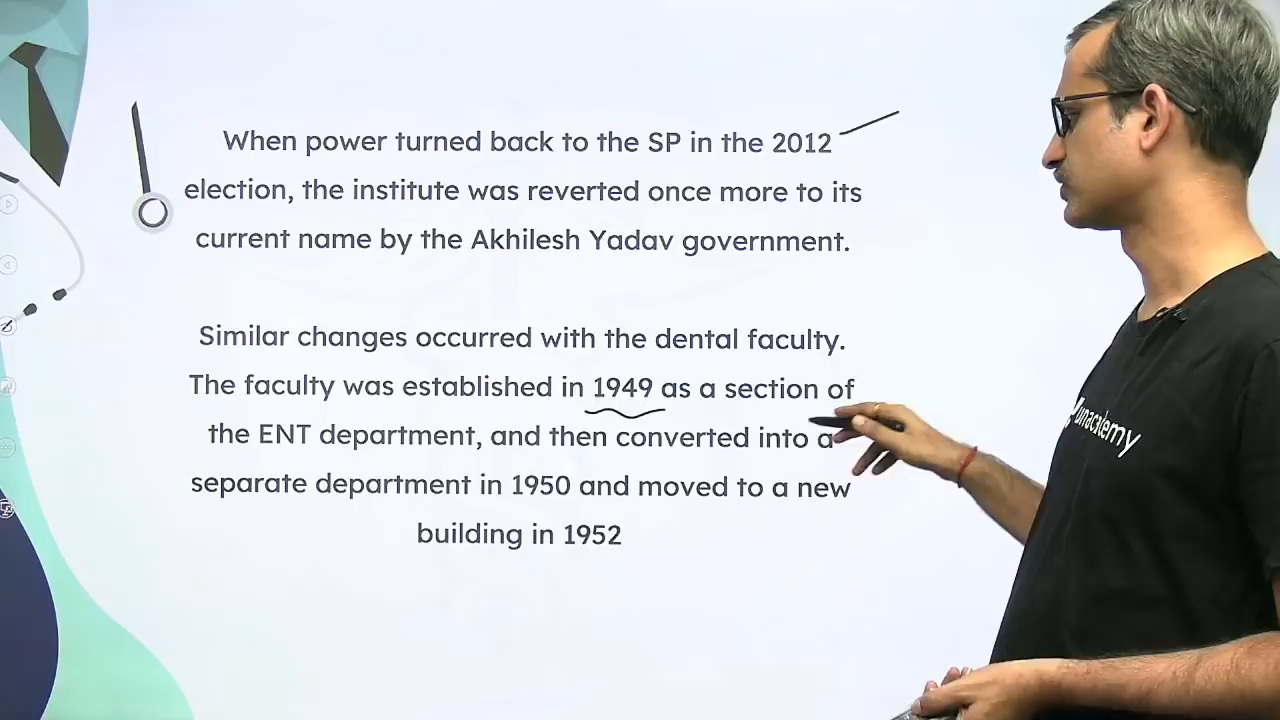 When power turned back to the SP in the 2012
election, the institute was reverted once more to its
current name by the Akhilesh Yadav government.
Similar changes occurred with the dental faculty.
The faculty was established in 1949 as a section of
the ENT department, and then converted into a
separate department in 1950 and moved to a new
building in 1952
unacademy